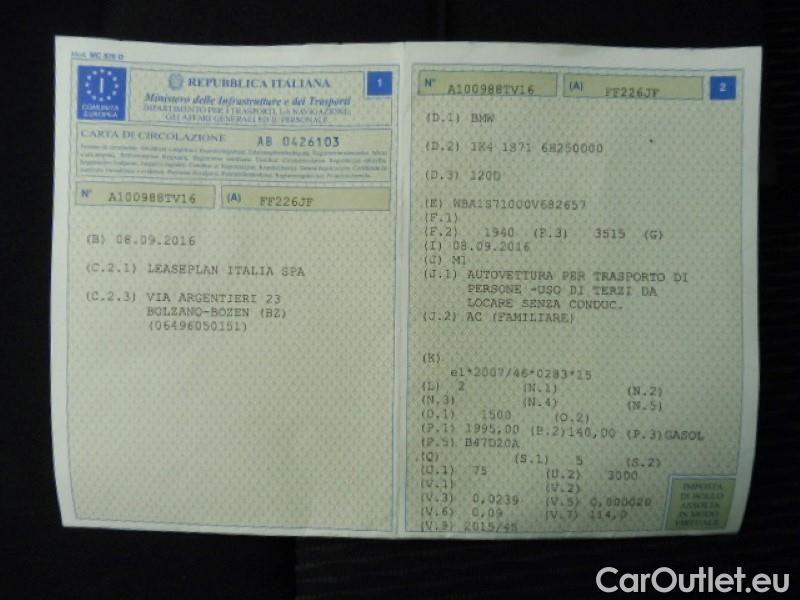 Mod. MC 820 D
I
COMUNITÀ
EUROPEA
REPUBBLICA ITALIANA
Ministero delle Infrastrutture e dei Trasporti
DIPARTIMENTO PER I TRASPORTI, LA NAVIGAZIONE,
GLI AFFARI GENERALI ED IL PERSONALE
1
CARTA DI CIRCOLAZIONE AB 0426103
N° A100988TV16 (A) FF226JF
(B) 08.09.2016
(C.2.1) LEASEPLAN ITALIA SPA
(C.2.3) VIA ARGENTIERI 23
BOLZANO-BOZEN (BZ)
(06496050151)
N° A100988TV16 (A) FF226JF
2
(D.1) BMW
(D.2) 1K4 1S71 6H250000
(D.3) 120D
(E) WBA1S71000V682657
(F.1)
(F.2) 1940 (F.3) 3515 (G)
(I) 08.09.2016
(J) M1
(J.1) AUTOVETTURA PER TRASPORTO DI
PERSONE -USO DI TERZI DA
LOCARE SENZA CONDUC.
(J.2) AC (FAMILIARE)
(K)
e1*2007/46*0283*15
(L) 2 (N.1) (N.2)
(N.3) (N.4) (N.5)
(O.1) 1500 (O.2)
(P.1) 1995,00 (P.2)140,00 (P.3)GASOL
(P.5) B47D20A
(Q) (S.1) 5 (S.2)
(U.1) 75 (U.2) 3000
(V.1) (V.2)
(V.3) 0,0239 (V.5) 0,000020
(V.6) 0,09 (V.7) 114,0
(V.9) 2015/45
IMPOSTA
DI BOLLO
ASSOLTA
IN MODO
VIRTUALE
CarOutlet.eu